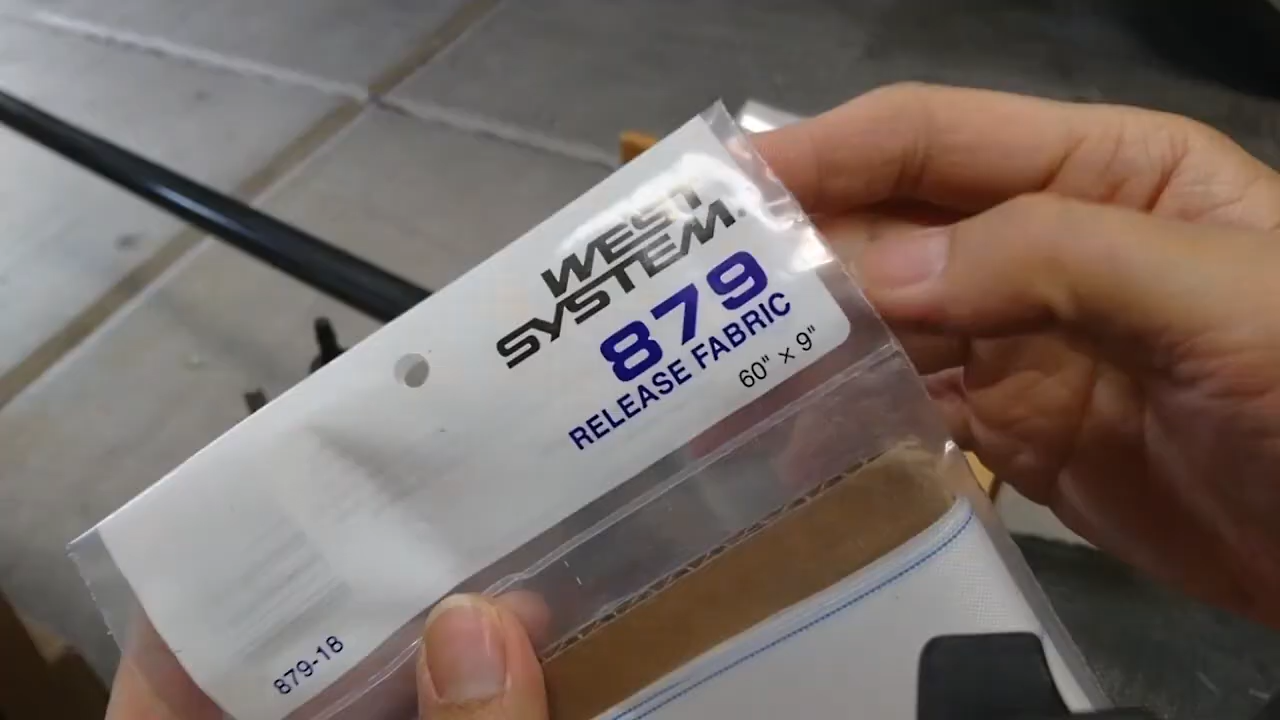 WEST
SYSTEM®
879
RELEASE FABRIC
60" × 9"
879-18